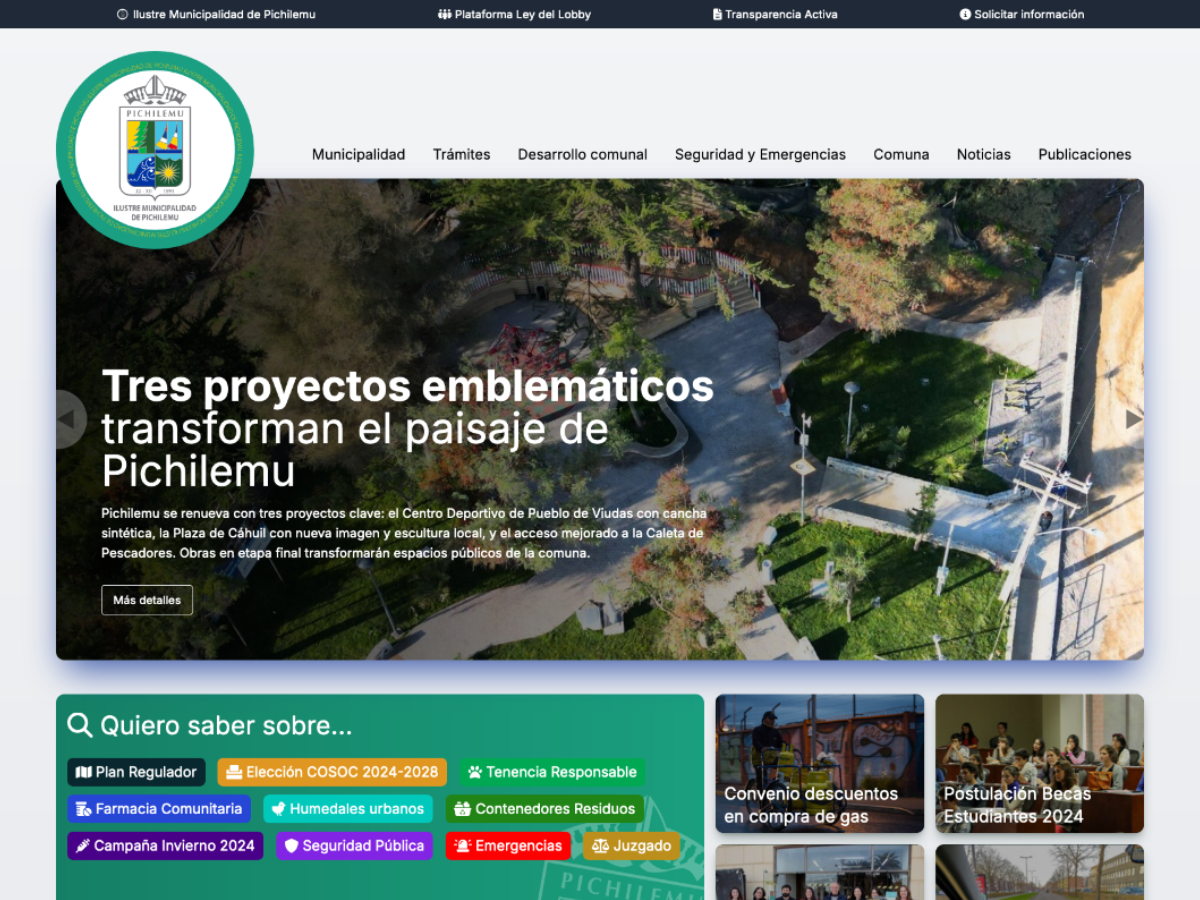 Ilustre Municipalidad de Pichilemu
Plataforma Ley del Lobby
Transparencia Activa
Solicitar información
PICHILEMU
ILUSTRE MUNICIPALIDAD
DE PICHILEMU
Municipalidad
Trámites
Desarrollo comunal
Seguridad y Emergencias
Comuna
Noticias
Publicaciones
Tres proyectos emblemáticos
transforman el paisaje de
Pichilemu
Pichilemu se renueva con tres proyectos clave: el Centro Deportivo de Pueblo de Viudas con cancha
sintética, la Plaza de Cáhuil con nueva imagen y escultura local, y el acceso mejorado a la Caleta de
Pescadores. Obras en etapa final transformarán espacios públicos de la comuna.
Más detalles
Quiero saber sobre...
Plan Regulador
Elección COSOC 2024-2028
Tenencia Responsable
Farmacia Comunitaria
Humedales urbanos
Contenedores Residuos
Campaña Invierno 2024
Seguridad Pública
Emergencias
Juzgado
PICHILEMU
Convenio descuentos
en compra de gas
Postulación Becas
Estudiantes 2024